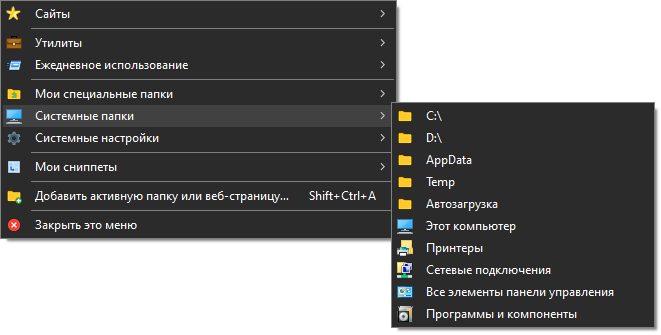 Сайты
Утилиты
Ежедневное использование
Мои специальные папки
Системные папки
Системные настройки
Мои сниппеты
Добавить активную папку или веб-страницу... Shift+Ctrl+A
Закрыть это меню
C:\
D:\
AppData
Temp
Автозагрузка
Этот компьютер
Принтеры
Сетевые подключения
Все элементы панели управления
Программы и компоненты